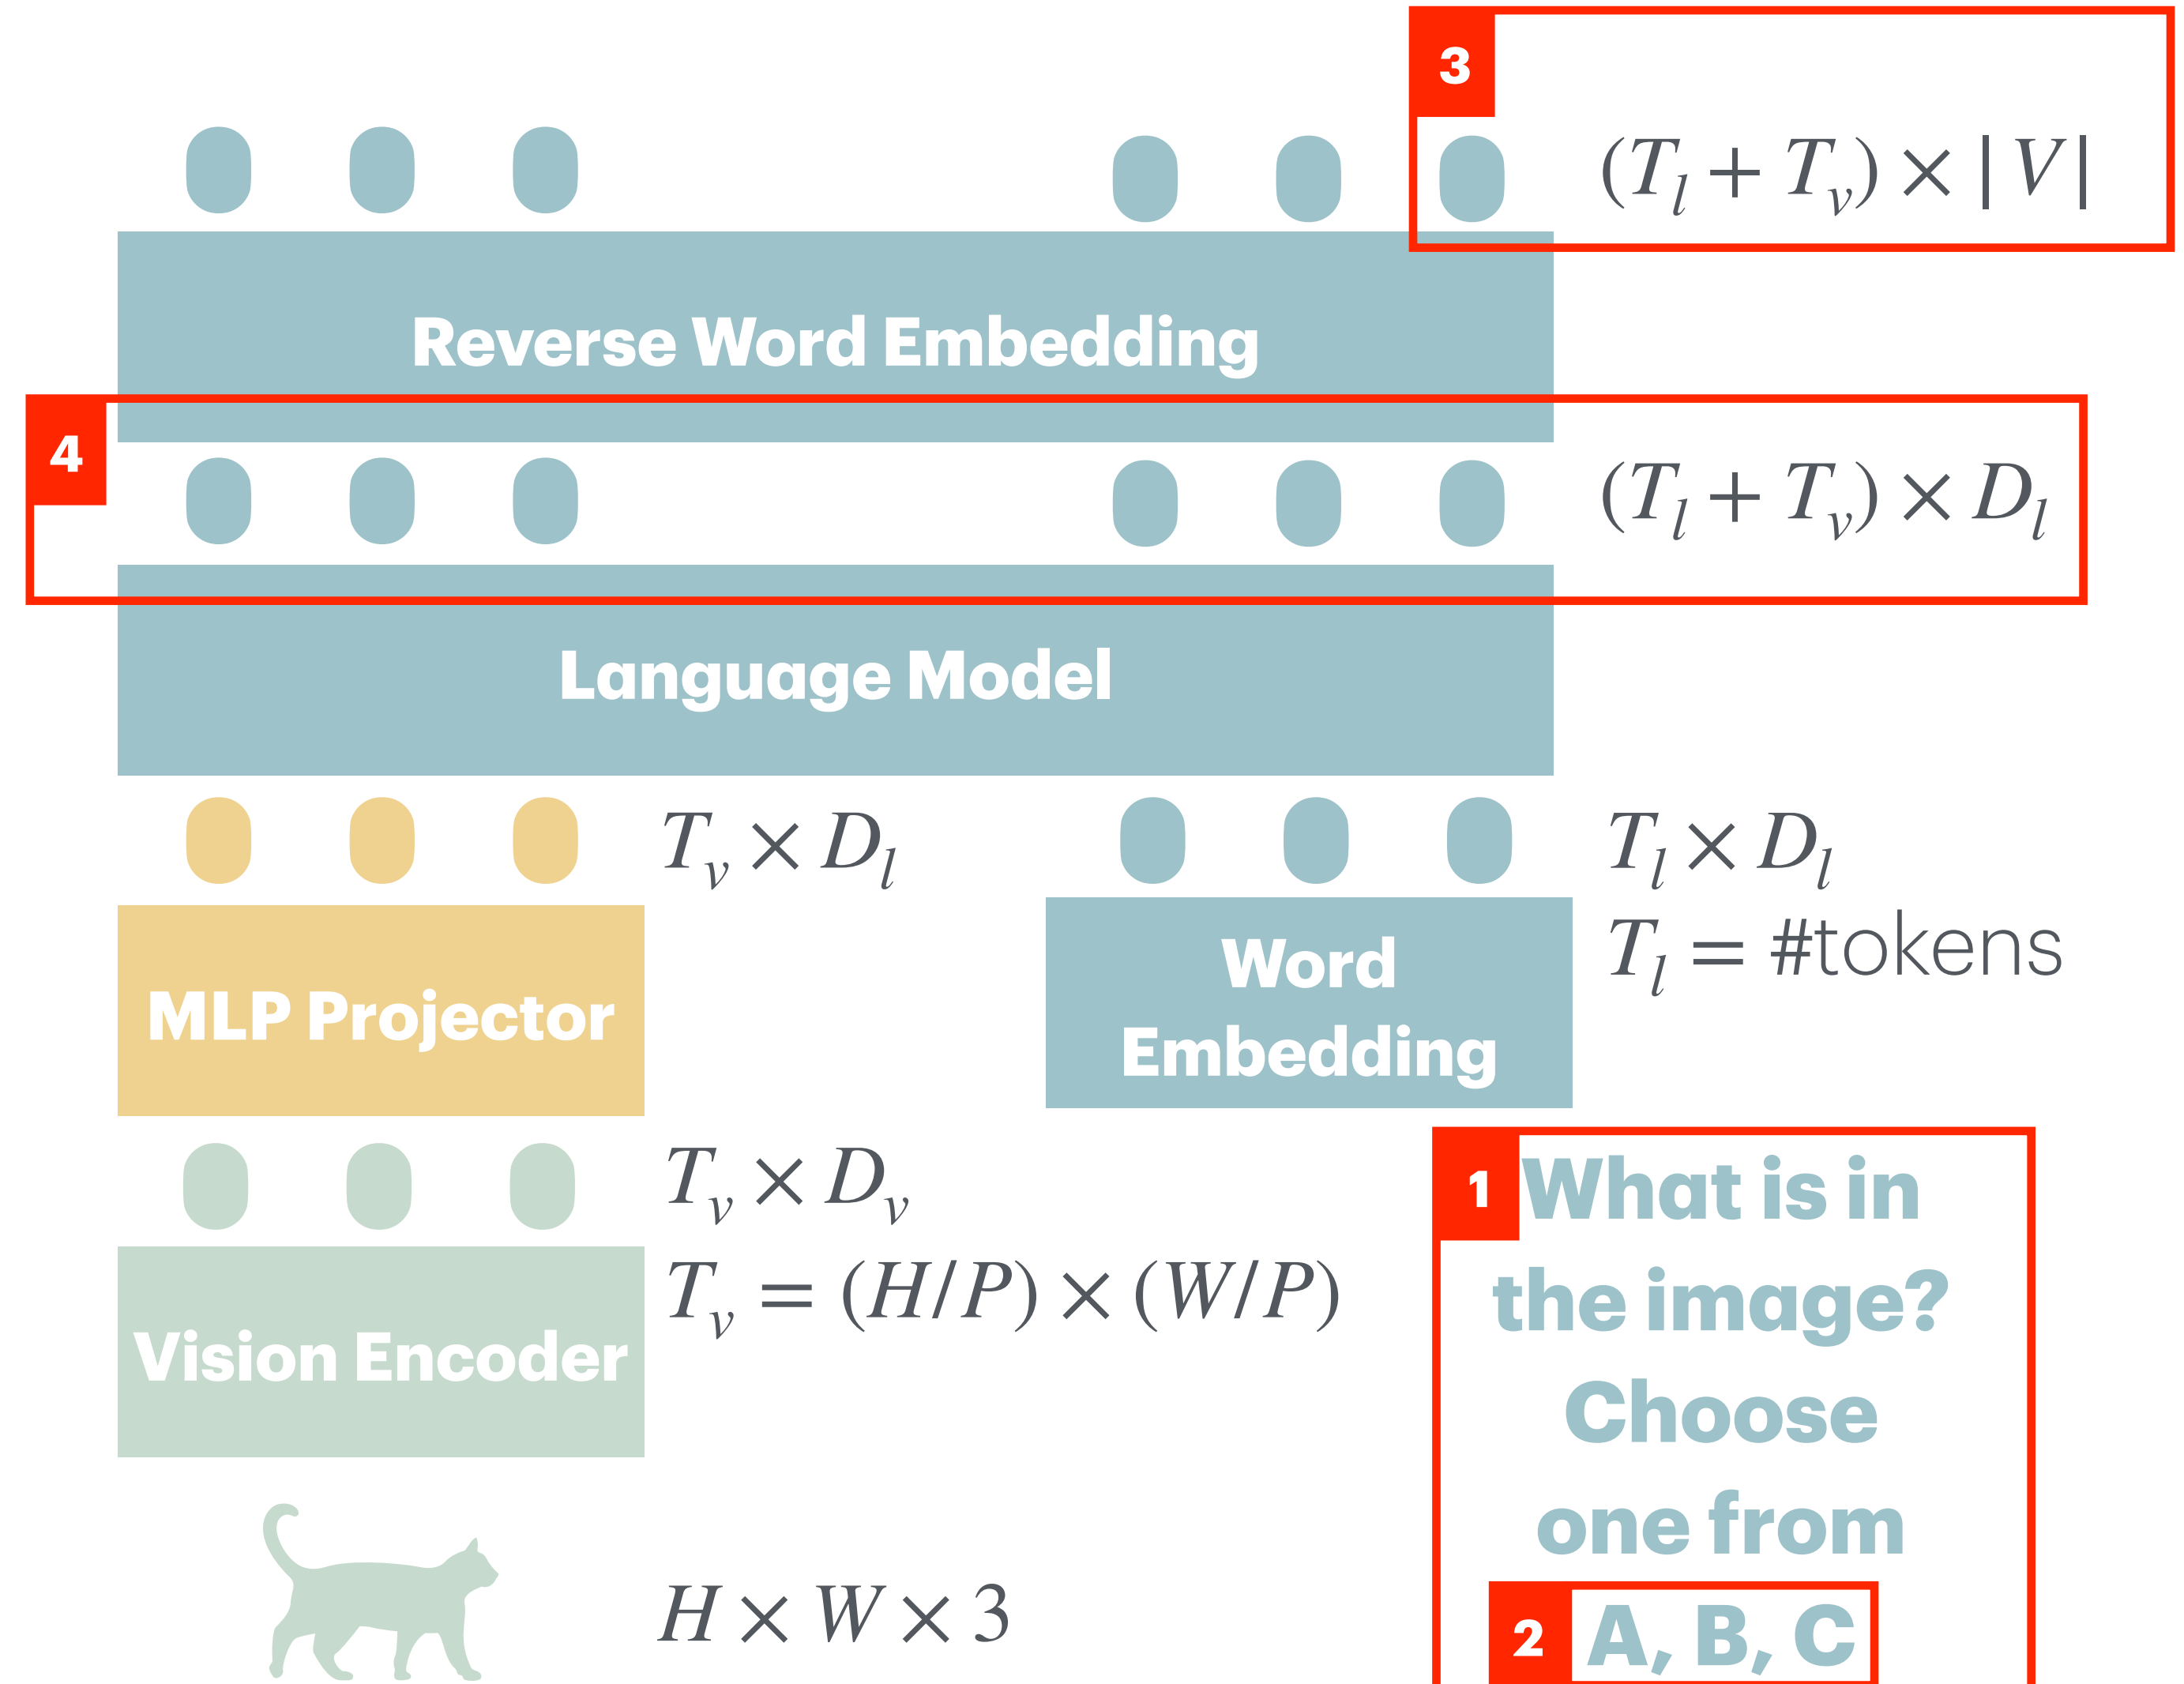 3
(T_l + T_v) × |V|
Reverse Word Embedding
4
(T_l + T_v) × D_l
Language Model
T_v × D_l
T_l × D_l
T_l = #tokens
MLP Projector
Word
Embedding
T_v × D_v
T_v = (H/P) × (W/P)
Vision Encoder
H × W × 3
1
What is in
the image?
Choose
one from
2
A, B, C